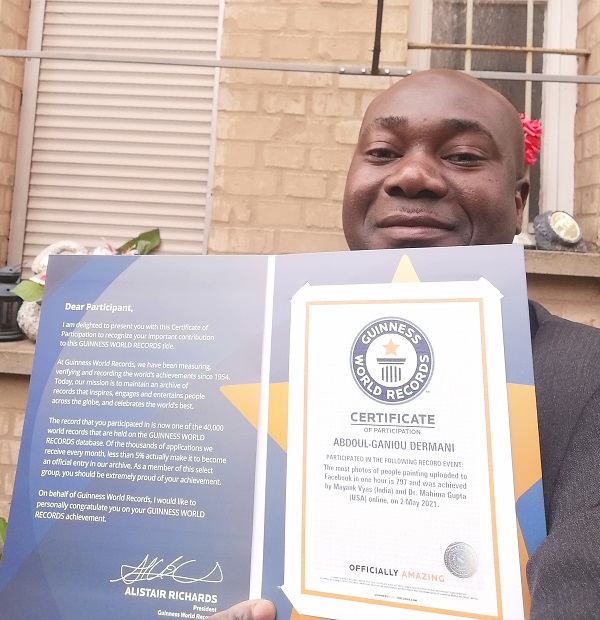 Dear Participant,
I am delighted to present you with this Certificate of
Participation to recognize your important contribution
to this GUINNESS WORLD RECORDS title.
At Guinness World Records, we have been measuring,
verifying and recording the world's achievements since 1954.
Today, our mission is to maintain an archive of
records that inspires, engages and entertains people
across the globe, and celebrates the world's best.
The record that you participated in is now one of the 40,000
world records that are held on the GUINNESS WORLD
RECORDS database. Of the thousands of applications we
receive every month, less than 5% actually make it to become
an official entry in our archive. As a member of this select
group, you should be extremely proud of your achievement.
On behalf of Guinness World Records, I would like to
personally congratulate you on your GUINNESS WORLD
RECORDS achievement.
ALISTAIR RICHARDS
President
Guinness World
GUINNESS
WORLD RECORDS
CERTIFICATE
OF PARTICIPATION
ABDOUL-GANIOU DERMANI
PARTICIPATED IN THE FOLLOWING RECORD EVENT:
The most photos of people painting uploaded to
Facebook in one hour is 797 and was achieved
by Mayank Vyas (India) and Dr. Mahima Gupta
(USA) online, on 2 May 2021.
OFFICIALLY AMAZING